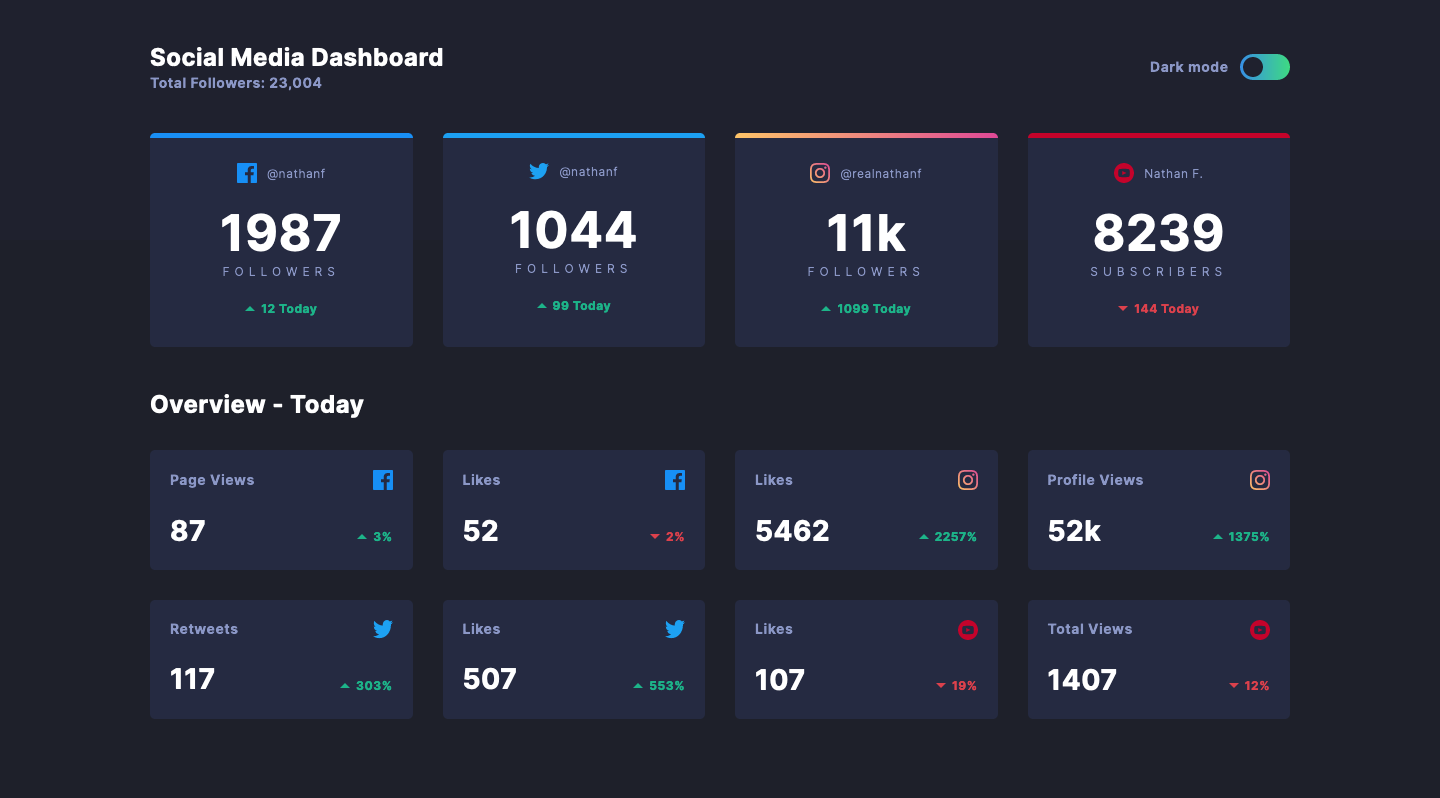 Social Media Dashboard
Total Followers: 23,004
Dark mode
@nathanf
1987
FOLLOWERS
12 Today
@nathanf
1044
FOLLOWERS
99 Today
@realnathanf
11k
FOLLOWERS
1099 Today
Nathan F.
8239
SUBSCRIBERS
144 Today
Overview - Today
Page Views
87
3%
Likes
52
2%
Likes
5462
2257%
Profile Views
52k
1375%
Retweets
117
303%
Likes
507
553%
Likes
107
19%
Total Views
1407
12%